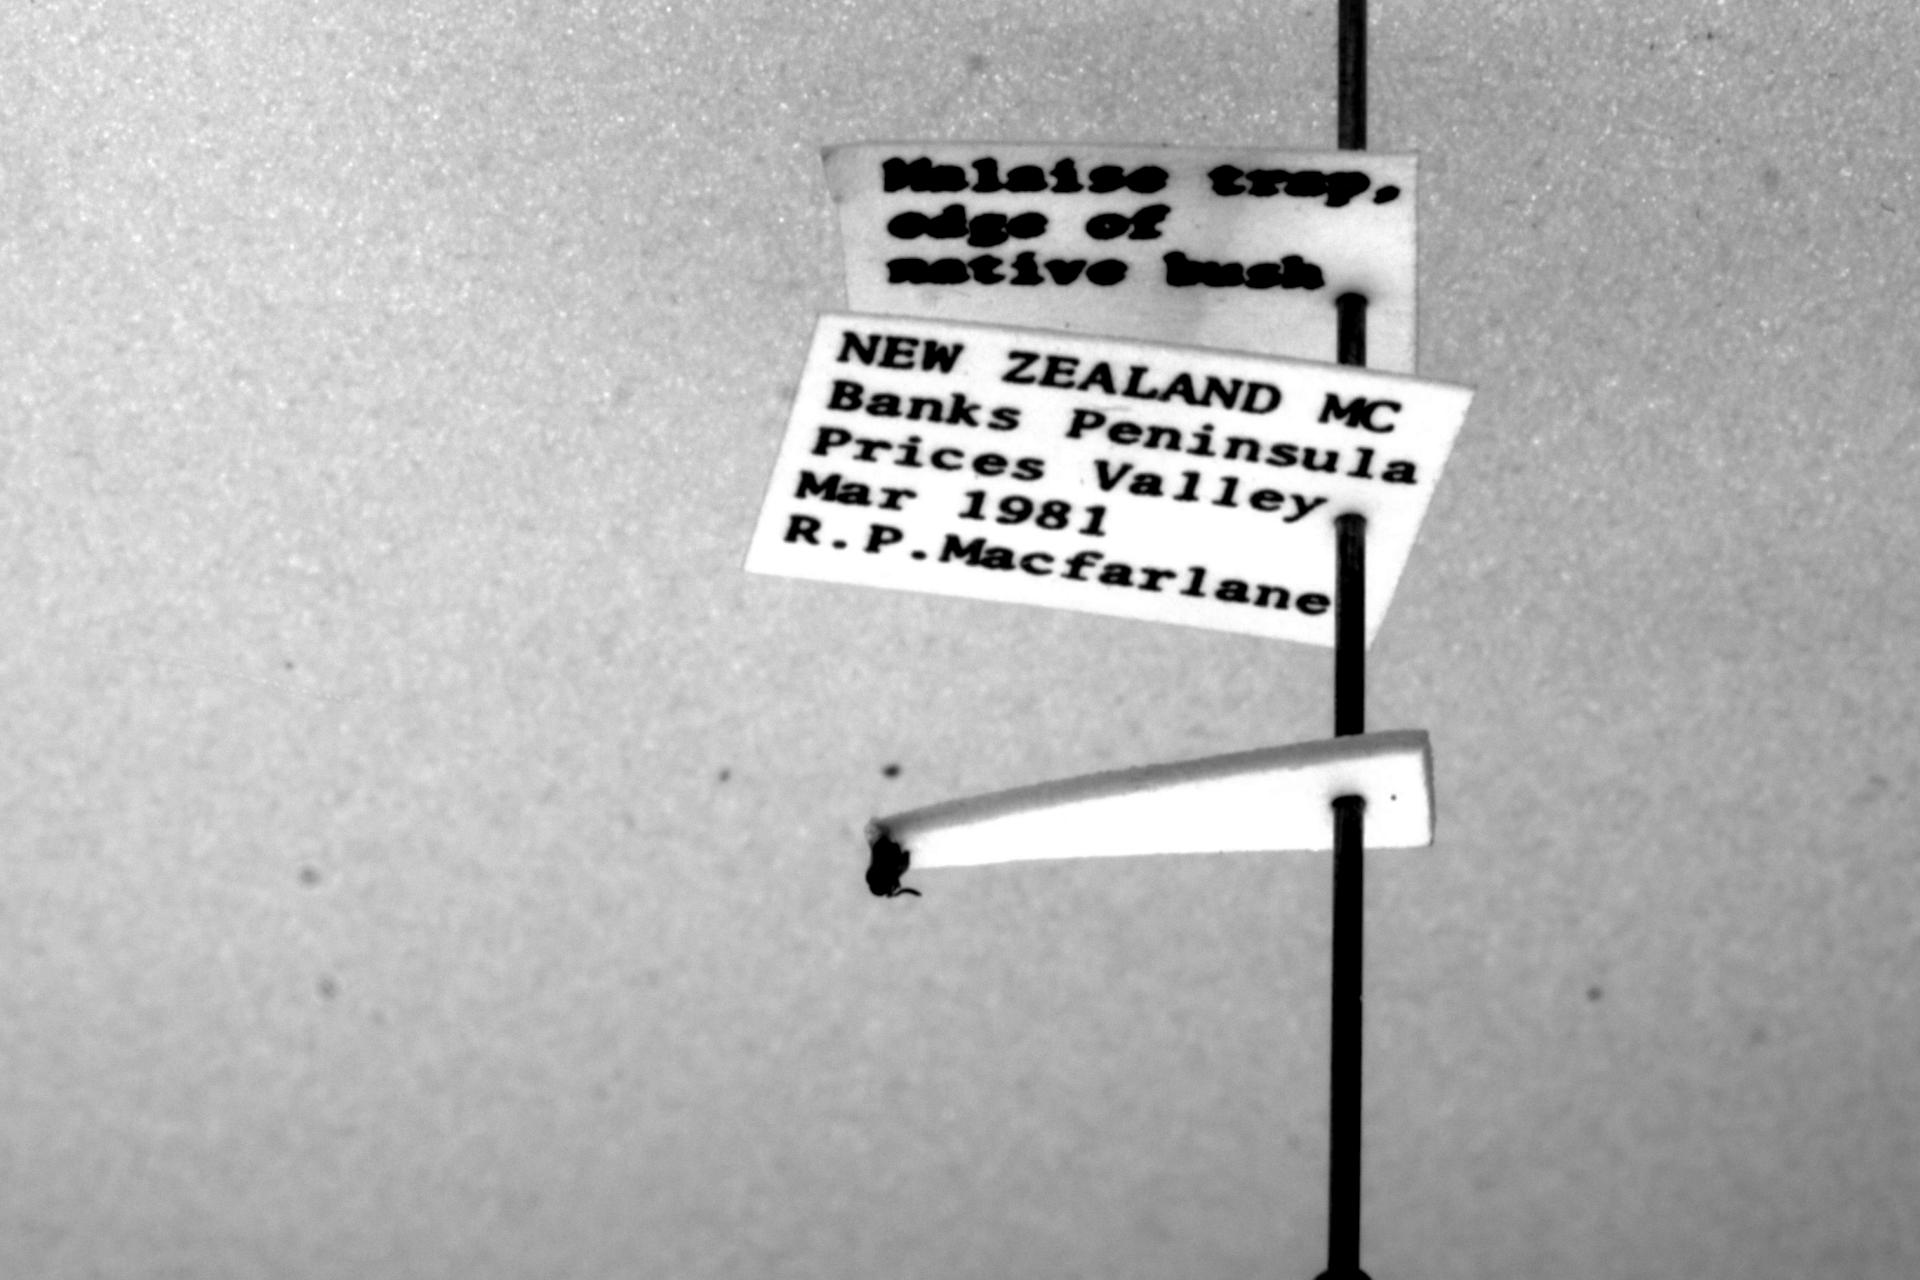 Malaise trap,
edge of
native bush
NEW ZEALAND MC
Banks Peninsula
Prices Valley
Mar 1981
R.P.Macfarlane